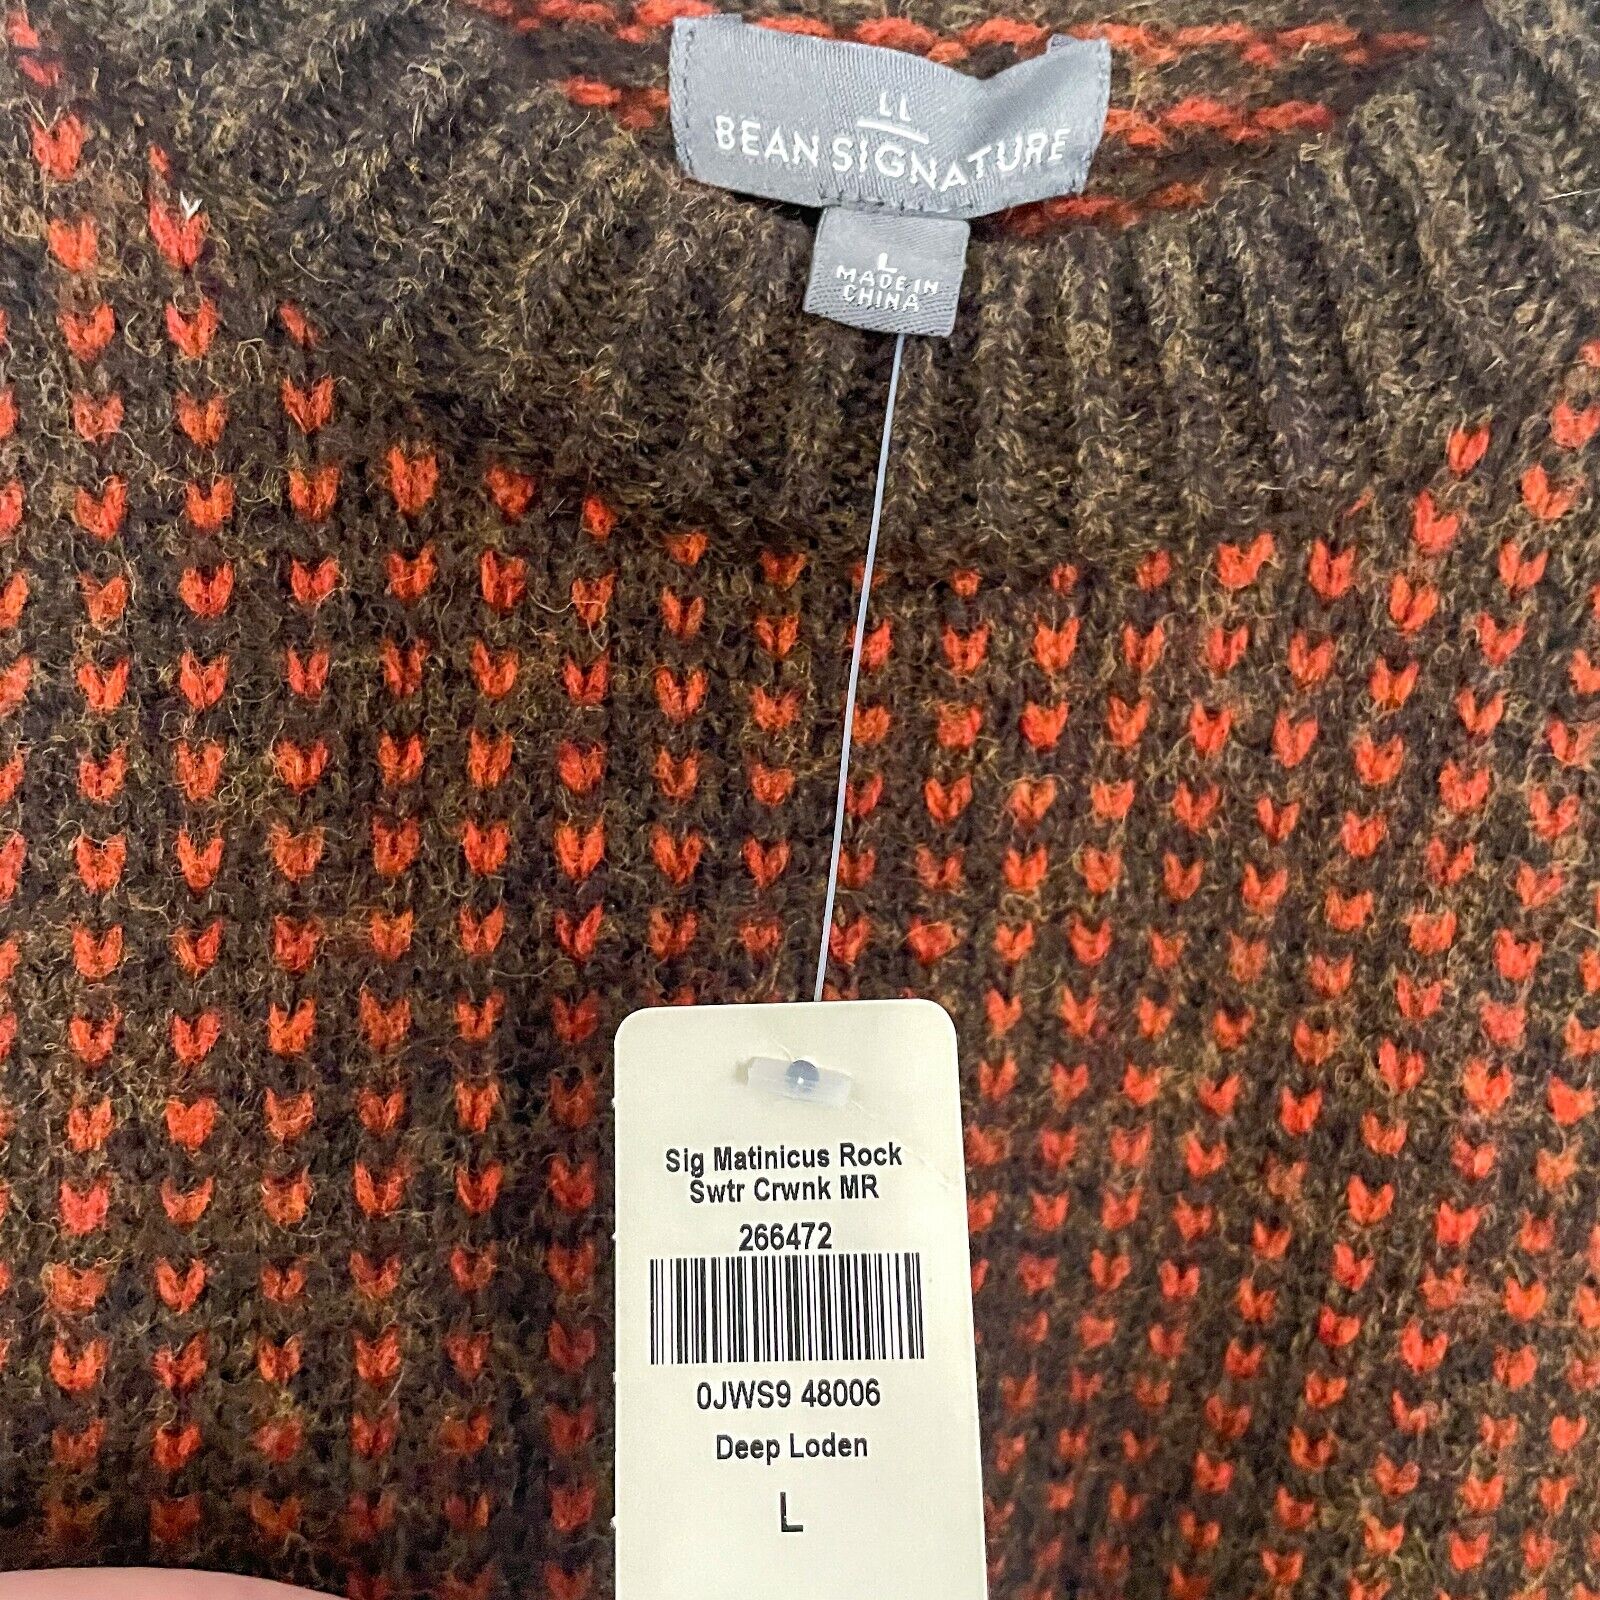 LL
BEAN SIGNATURE
L
MADE IN
CHINA
Sig Matinicus Rock
Swtr Crwnk MR
266472
0JWS9 48006
Deep Loden
L